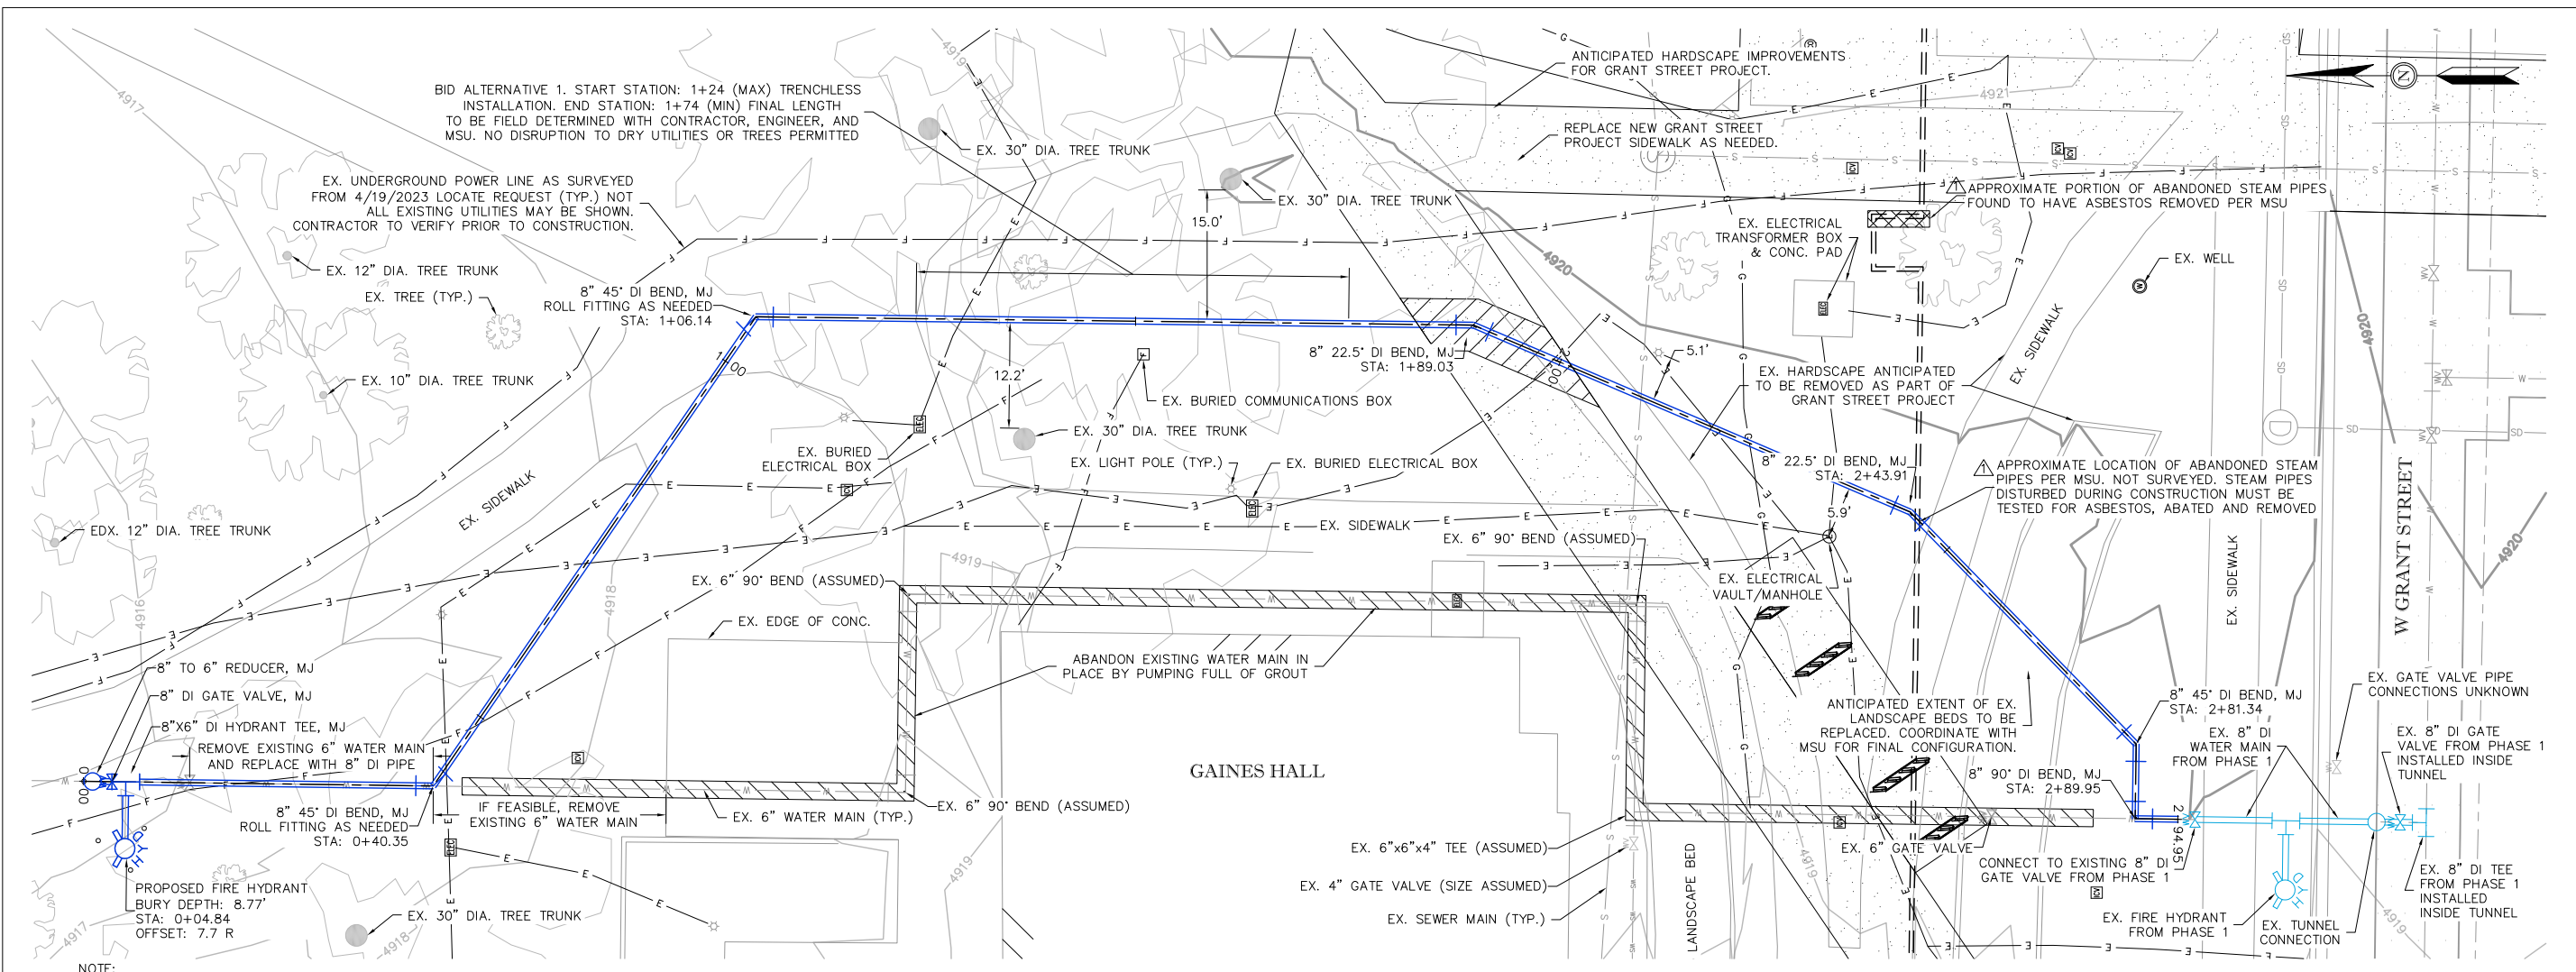 BID ALTERNATIVE 1. START STATION: 1+24 (MAX) TRENCHLESS
INSTALLATION. END STATION: 1+74 (MIN) FINAL LENGTH
TO BE FIELD DETERMINED WITH CONTRACTOR, ENGINEER, AND
MSU. NO DISRUPTION TO DRY UTILITIES OR TREES PERMITTED
EX. UNDERGROUND POWER LINE AS SURVEYED
FROM 4/19/2023 LOCATE REQUEST (TYP.) NOT
ALL EXISTING UTILITIES MAY BE SHOWN.
CONTRACTOR TO VERIFY PRIOR TO CONSTRUCTION.
EX. 30" DIA. TREE TRUNK
EX. 30" DIA. TREE TRUNK
ANTICIPATED HARDSCAPE IMPROVEMENTS
FOR GRANT STREET PROJECT.
REPLACE NEW GRANT STREET
PROJECT SIDEWALK AS NEEDED.
N
4917
4919
4921
1
APPROXIMATE PORTION OF ABANDONED STEAM PIPES
FOUND TO HAVE ASBESTOS REMOVED PER MSU
EX. ELECTRICAL
TRANSFORMER BOX
& CONC. PAD
EX. WELL
15.0'
4920
EX. 12" DIA. TREE TRUNK
EX. TREE (TYP.)
8" 45° DI BEND, MJ
ROLL FITTING AS NEEDED
STA: 1+06.14
EX. 10" DIA. TREE TRUNK
1+00
12.2'
EX. BURIED COMMUNICATIONS BOX
EX. 30" DIA. TREE TRUNK
8" 22.5° DI BEND, MJ
STA: 1+89.03
2+00
5.1'
EX. HARDSCAPE ANTICIPATED
TO BE REMOVED AS PART OF
GRANT STREET PROJECT
EX. SIDEWALK
4920
EX. BURIED
ELECTRICAL BOX
EX. LIGHT POLE (TYP.)
EX. BURIED ELECTRICAL BOX
8" 22.5° DI BEND, MJ
STA: 2+43.91
1
APPROXIMATE LOCATION OF ABANDONED STEAM
PIPES PER MSU. NOT SURVEYED. STEAM PIPES
DISTURBED DURING CONSTRUCTION MUST BE
TESTED FOR ASBESTOS, ABATED AND REMOVED
W GRANT STREET
EX. SIDEWALK
EDX. 12" DIA. TREE TRUNK
EX. SIDEWALK
5.9'
EX. 6" 90° BEND (ASSUMED)
EX. SIDEWALK
4920
4919
EX. 6" 90° BEND (ASSUMED)
EX. ELECTRICAL
VAULT/MANHOLE
4916
4918
EX. EDGE OF CONC.
ABANDON EXISTING WATER MAIN IN
PLACE BY PUMPING FULL OF GROUT
8" TO 6" REDUCER, MJ
8" DI GATE VALVE, MJ
8"X6" DI HYDRANT TEE, MJ
REMOVE EXISTING 6" WATER MAIN
AND REPLACE WITH 8" DI PIPE
ANTICIPATED EXTENT OF EX.
LANDSCAPE BEDS TO BE
REPLACED. COORDINATE WITH
MSU FOR FINAL CONFIGURATION.
8" 45° DI BEND, MJ
STA: 2+81.34
EX. GATE VALVE PIPE
CONNECTIONS UNKNOWN
EX. 8" DI
WATER MAIN
FROM PHASE 1
EX. 8" DI GATE
VALVE FROM PHASE 1
INSTALLED INSIDE
TUNNEL
8" 90° DI BEND, MJ
STA: 2+89.95
2+94.95
GAINES HALL
8" 45° DI BEND, MJ
ROLL FITTING AS NEEDED
STA: 0+40.35
IF FEASIBLE, REMOVE
EXISTING 6" WATER MAIN
EX. 6" WATER MAIN (TYP.)
EX. 6" 90° BEND (ASSUMED)
EX. 6"x6"x4" TEE (ASSUMED)
EX. 4" GATE VALVE (SIZE ASSUMED)
EX. SEWER MAIN (TYP.)
LANDSCAPE BED
EX. 6" GATE VALVE
CONNECT TO EXISTING 8" DI
GATE VALVE FROM PHASE 1
EX. FIRE HYDRANT
FROM PHASE 1
EX. TUNNEL
CONNECTION
EX. 8" DI TEE
FROM PHASE 1
INSTALLED
INSIDE TUNNEL
HYD
HYD
PROPOSED FIRE HYDRANT
BURY DEPTH: 8.77'
STA: 0+04.84
OFFSET: 7.7 R
EX. 30" DIA. TREE TRUNK
4917
4918
4919
4919
4919
NOTE: